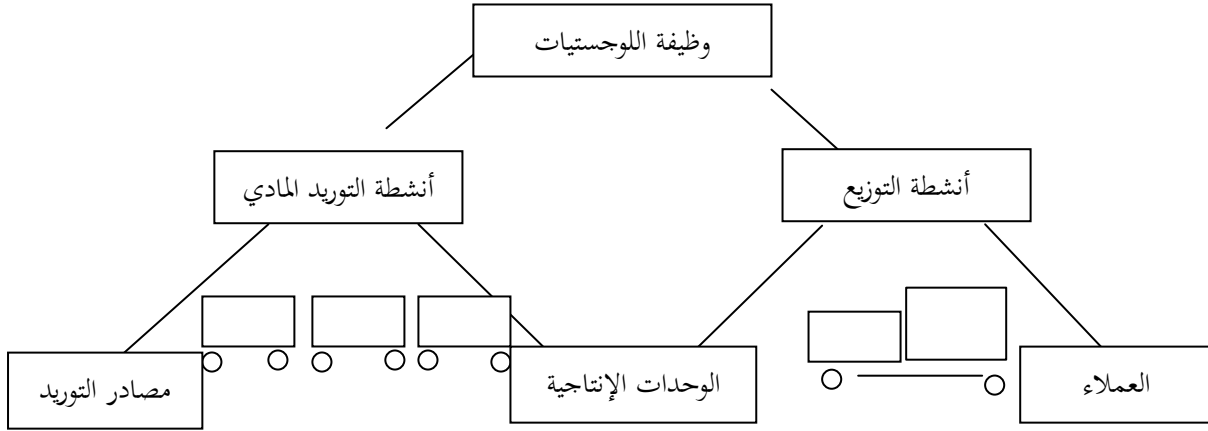 وظيفة اللوجستيات
أنشطة التوزيع
أنشطة التوريد المادي
العملاء
الوحدات الإنتاجية
مصادر التوريد